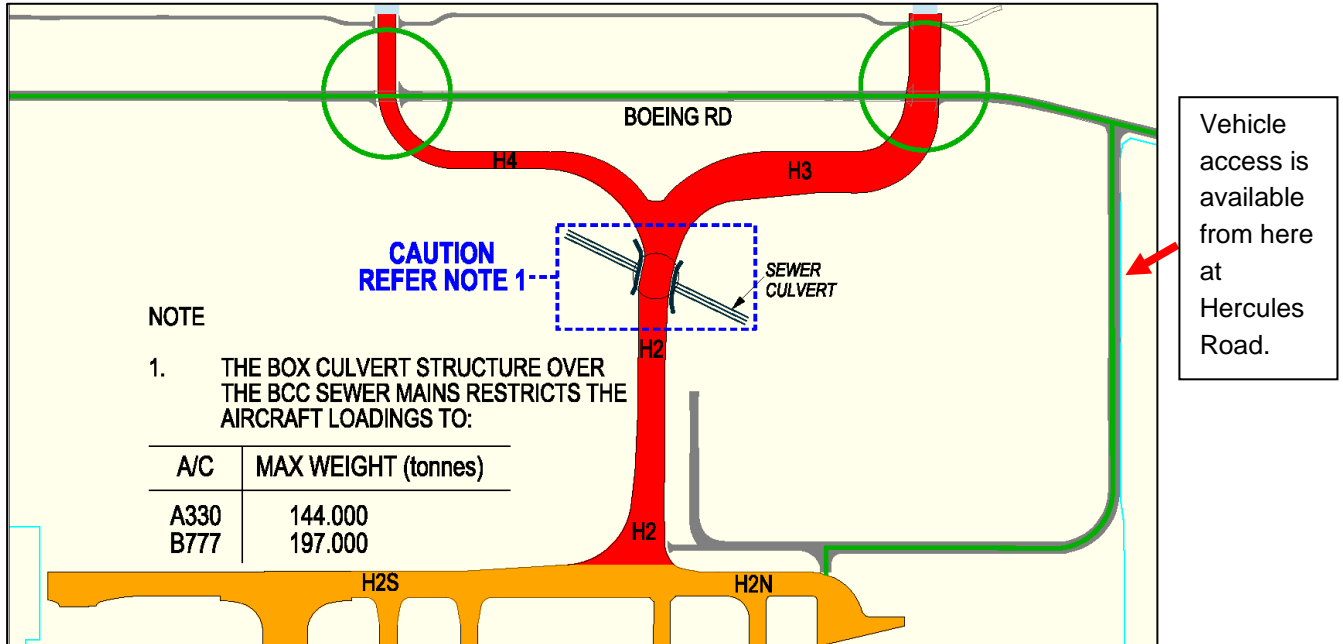 BOEING RD
H4
H3
CAUTION
REFER NOTE 1
SEWER
CULVERT
H2
NOTE
1. THE BOX CULVERT STRUCTURE OVER
THE BCC SEWER MAINS RESTRICTS THE
AIRCRAFT LOADINGS TO:
A/C MAX WEIGHT (tonnes)
A330 144.000
B777 197.000
H2
H2S
H2N
Vehicle
access is
available
from here
at
Hercules
Road.